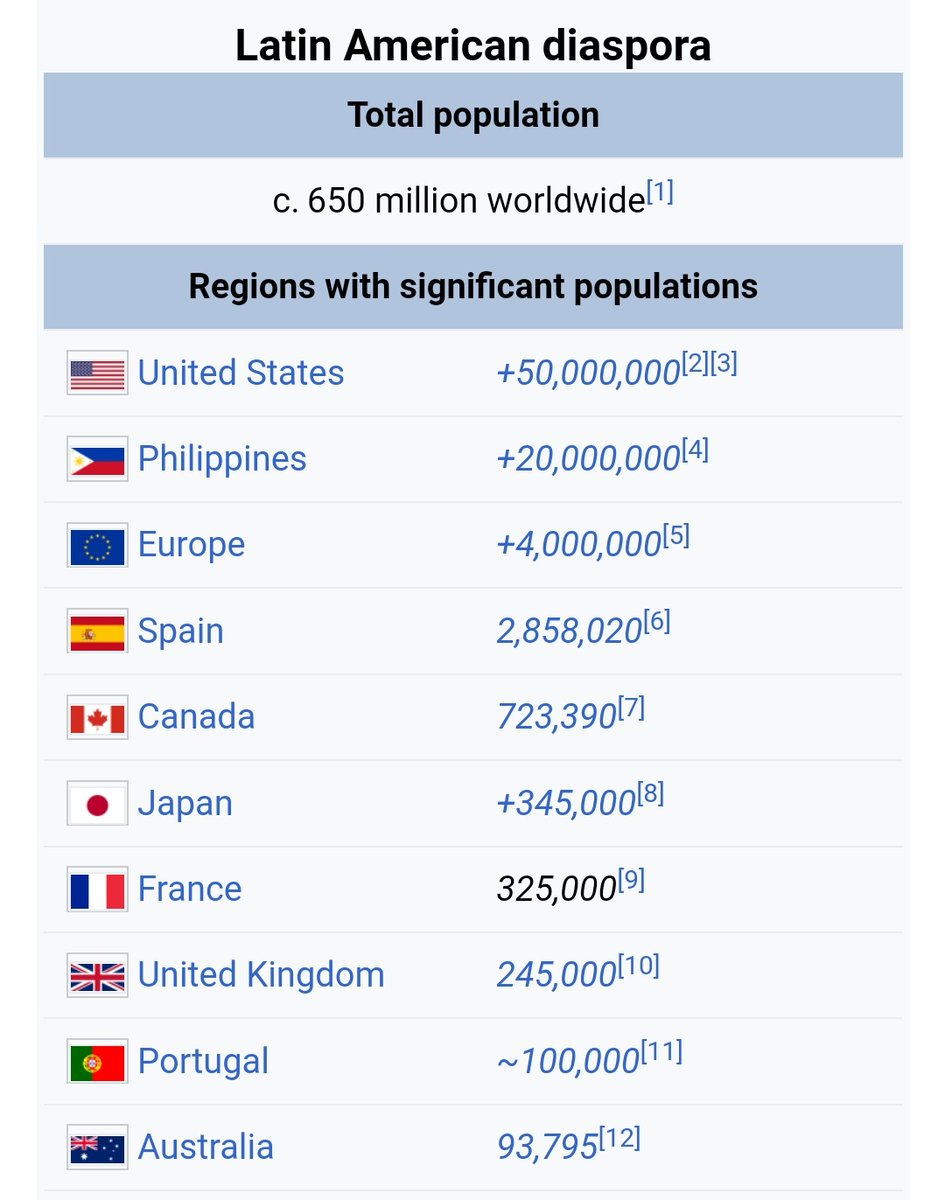 Latin American diaspora
Total population
c. 650 million worldwide[1]
Regions with significant populations
United States +50,000,000[2][3]
Philippines +20,000,000[4]
Europe +4,000,000[5]
Spain 2,858,020[6]
Canada 723,390[7]
Japan +345,000[8]
France 325,000[9]
United Kingdom 245,000[10]
Portugal ~100,000[11]
Australia 93,795[12]